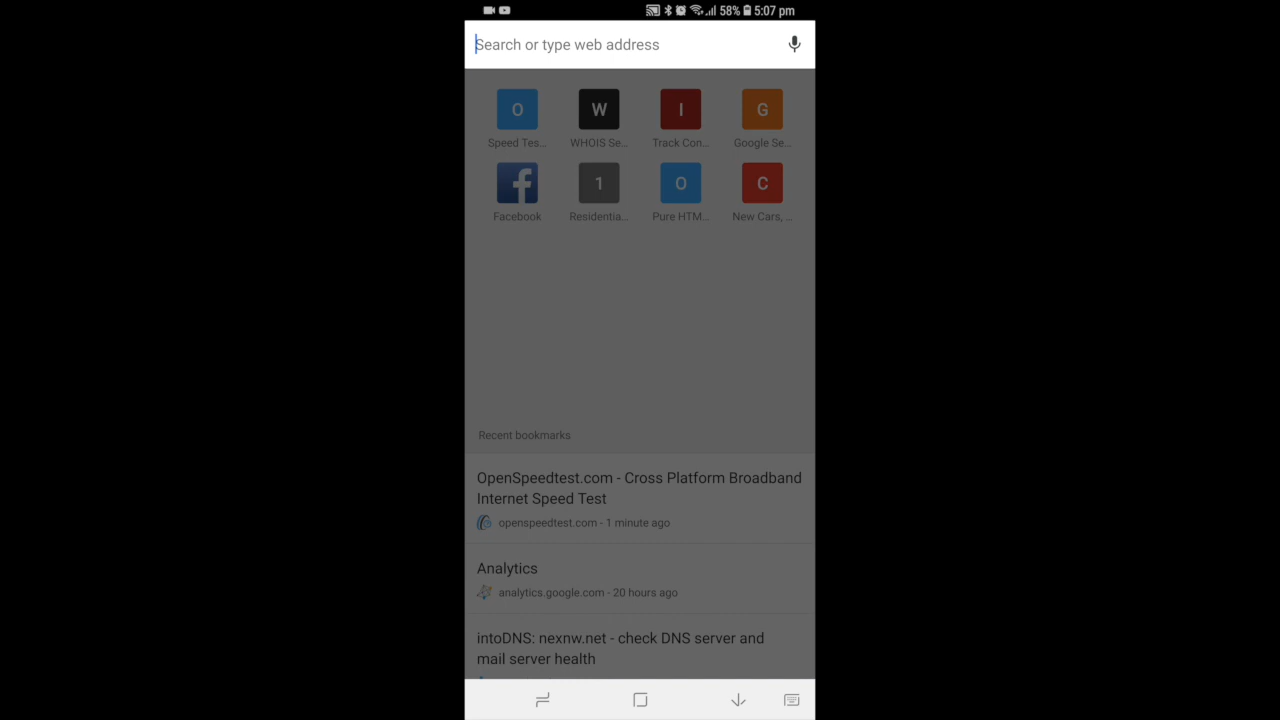 58% 5:07 pm
Search or type web address
O W I G
Speed Tes... WHOIS Se... Track Con... Google Se...
f 1 O C
Facebook Residentia... Pure HTM... New Cars, ...
Recent bookmarks
OpenSpeedtest.com - Cross Platform Broadband
Internet Speed Test
openspeedtest.com - 1 minute ago
Analytics
analytics.google.com - 20 hours ago
intoDNS: nexnw.net - check DNS server and
mail server health